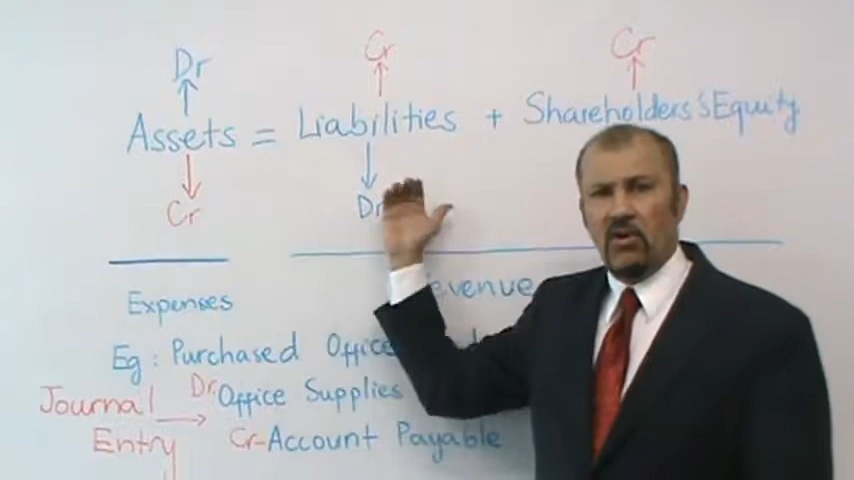 Dr Cr Cr
Assets = Liabilities + Shareholders'sEquity
Cr Dr
Expenses
Eg: Purchased Office
Journal Entry → Dr Office Supplies
Cr-Account Payable